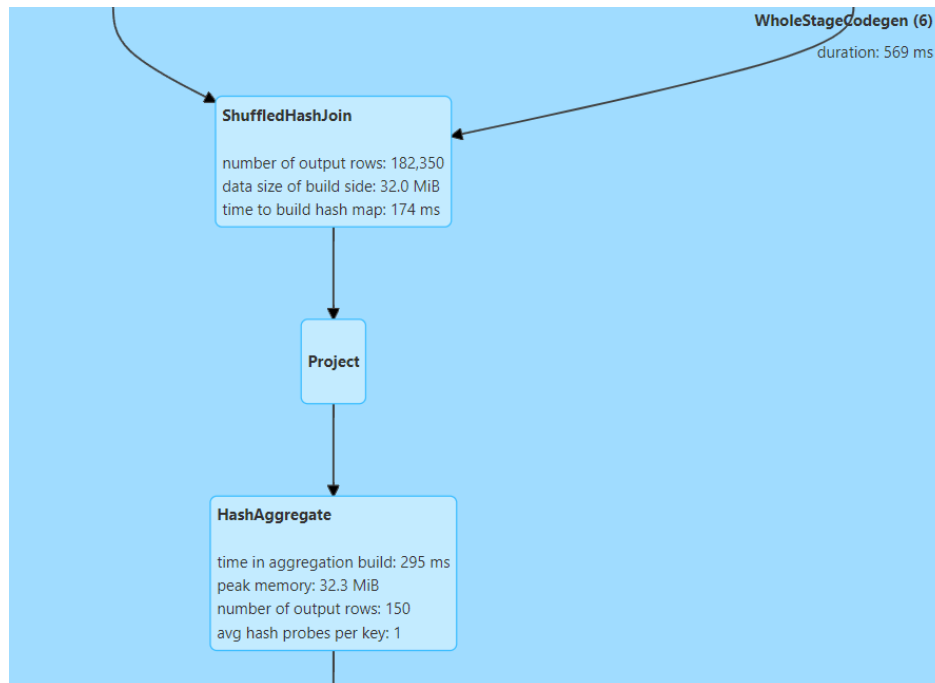 WholeStageCodegen (6)
duration: 569 ms
ShuffledHashJoin
number of output rows: 182,350
data size of build side: 32.0 MiB
time to build hash map: 174 ms
Project
HashAggregate
time in aggregation build: 295 ms
peak memory: 32.3 MiB
number of output rows: 150
avg hash probes per key: 1